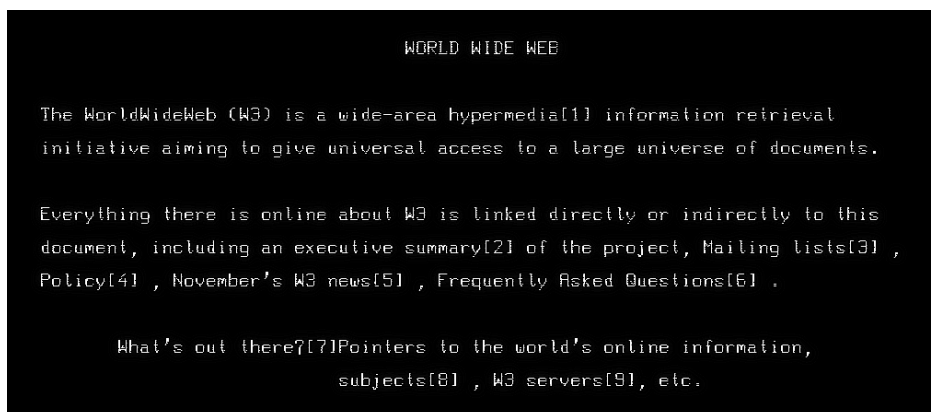 WORLD WIDE WEB
The WorldWideWeb (W3) is a wide-area hypermedia[1] information retrieval
initiative aiming to give universal access to a large universe of documents.
Everything there is online about W3 is linked directly or indirectly to this
document, including an executive summary[2] of the project, Mailing lists[3] ,
Policy[4] , November's W3 news[5] , Frequently Asked Questions[6] .
What's out there?[7]Pointers to the world's online information,
subjects[8] , W3 servers[9], etc.